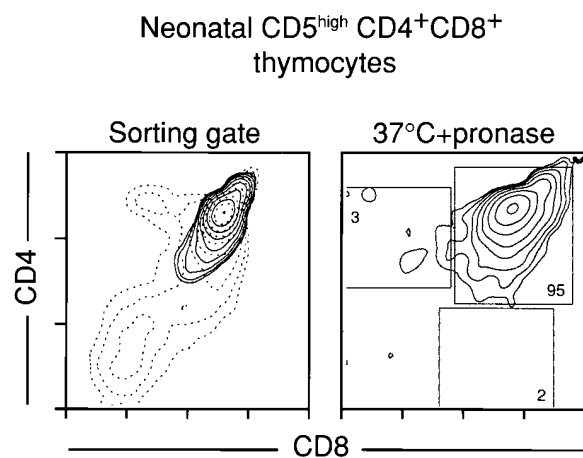 Neonatal CD5high CD4+CD8+
thymocytes
Sorting gate
37°C+pronase
CD4
3
95
2
CD8